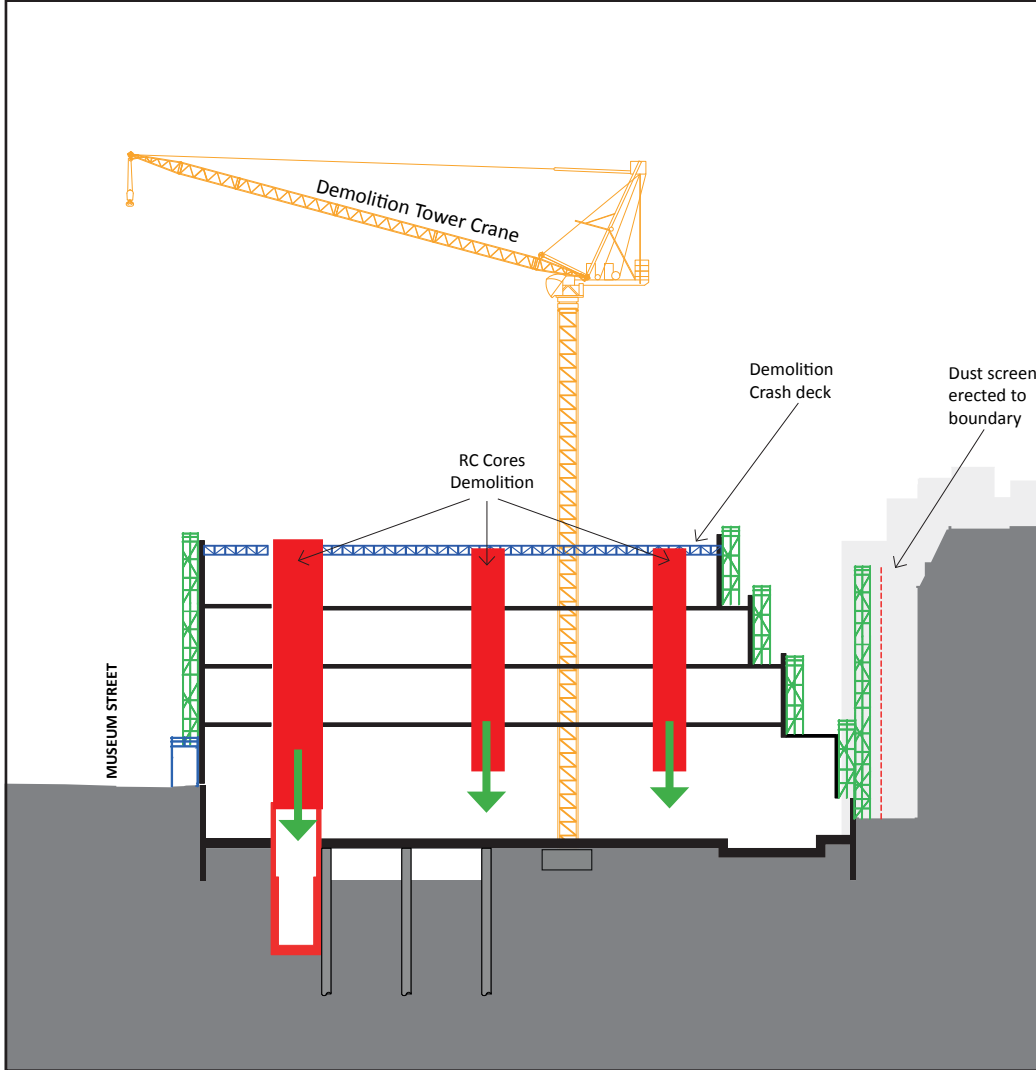 Demolition Tower Crane
Demolition
Crash deck
Dust screen
erected to
boundary
RC Cores
Demolition
MUSEUM STREET